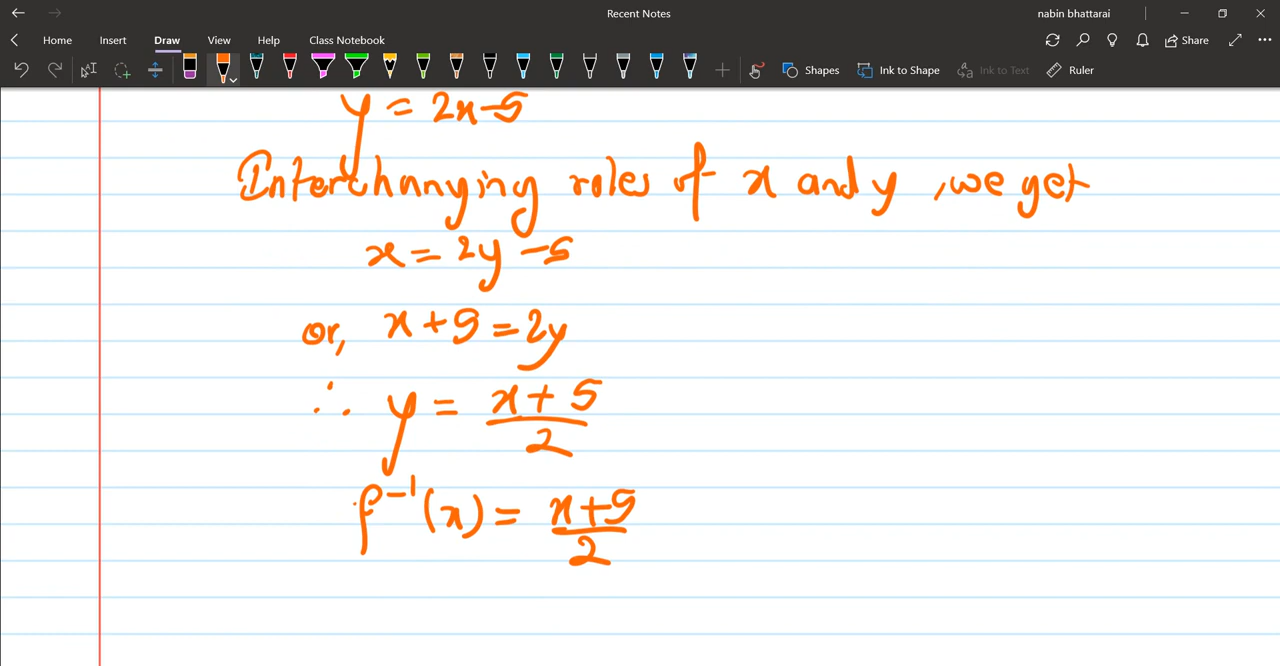 Recent Notes
nabin bhattarai
Home Insert Draw View Help Class Notebook
Share
Shapes Ink to Shape Ink to Text Ruler
y = 2x-5
Interchanging roles of x and y, we get
x = 2y - 5
or, x + 5 = 2y
∴ y = (x + 5)/2
f⁻¹(x) = (x+5)/2